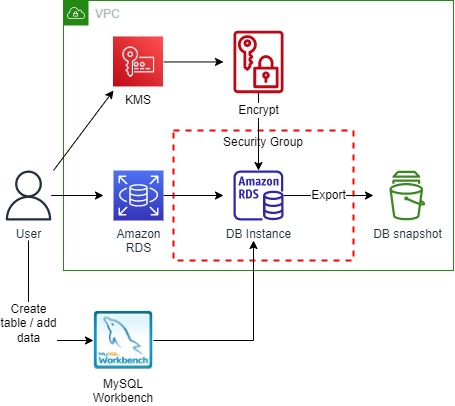 VPC
KMS
Encrypt
Security Group
Amazon
RDS
Export
User
Amazon
RDS
DB Instance
DB snapshot
Create
table / add
data
MySQL
Workbench
MySQL
Workbench